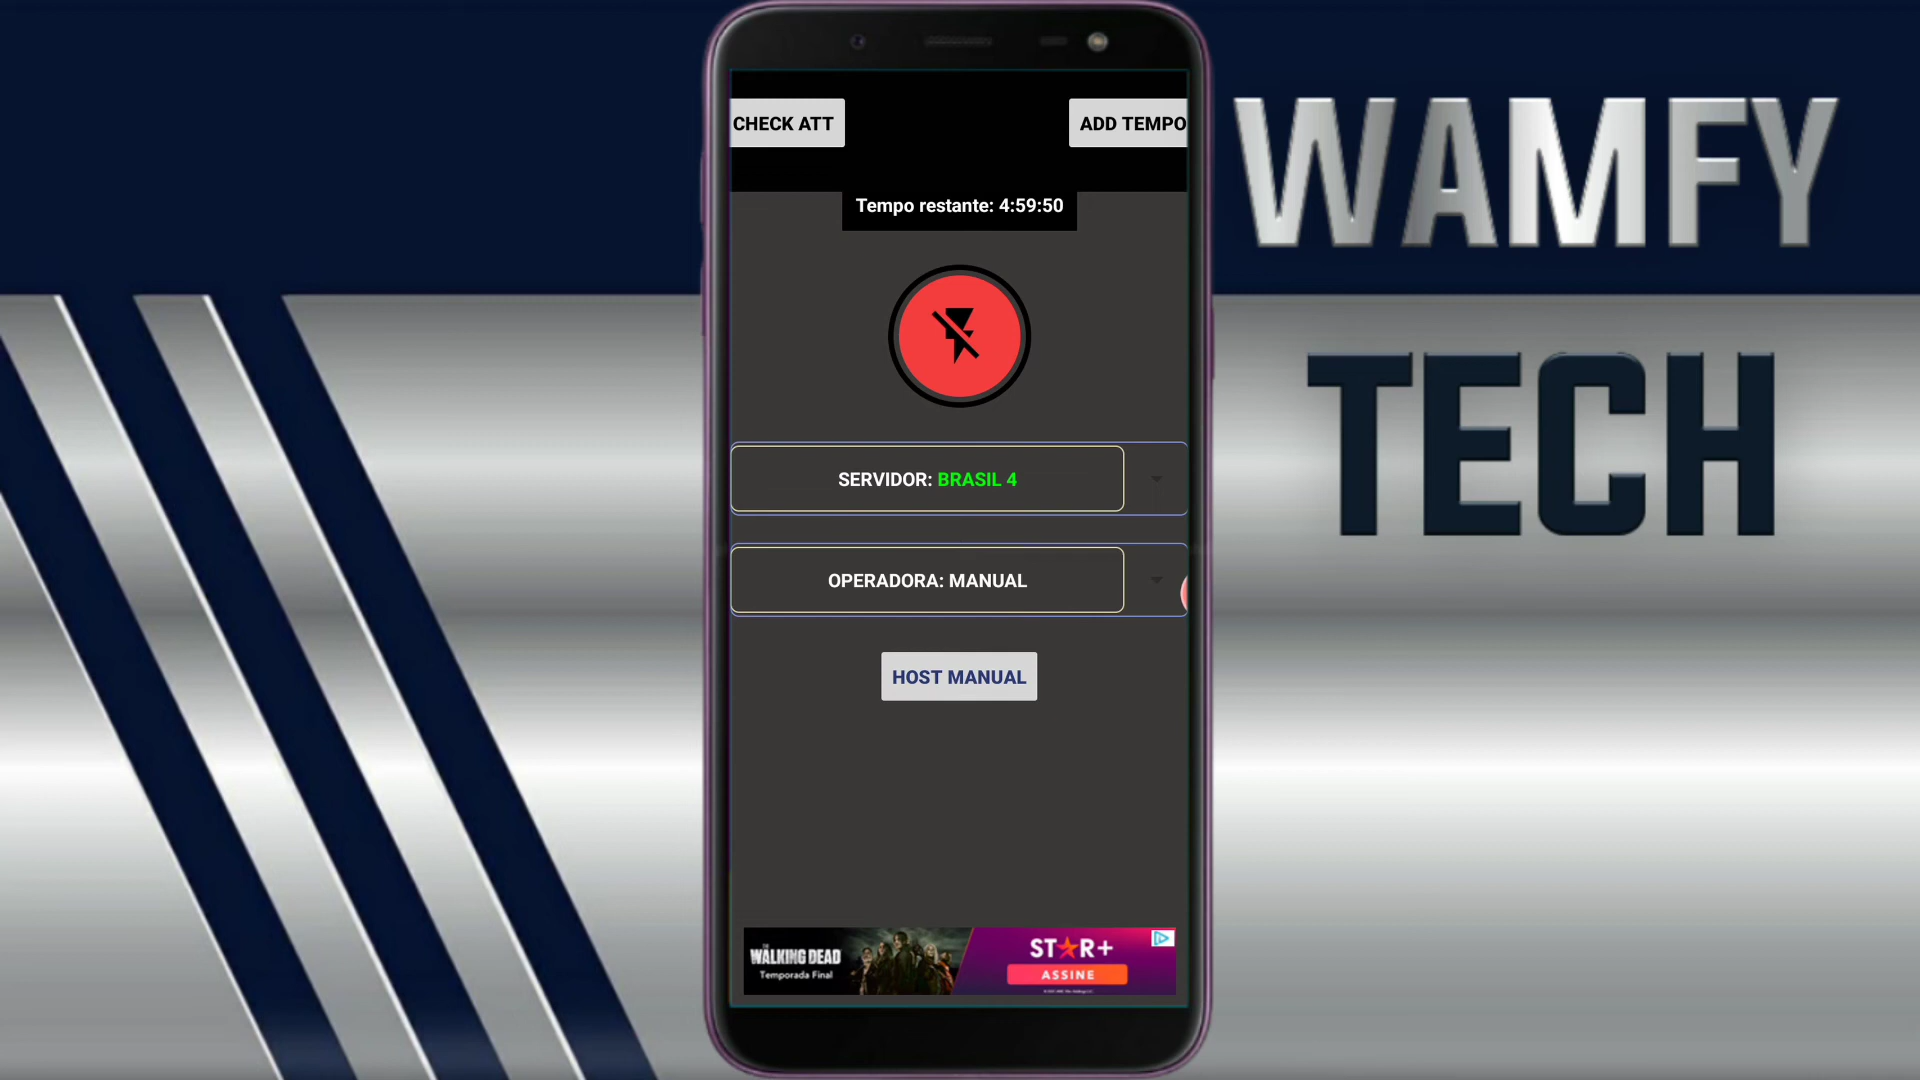 CHECK ATT
ADD TEMPO
Tempo restante: 4:59:50
SERVIDOR: BRASIL 4
OPERADORA: MANUAL
HOST MANUAL
THE
WALKING DEAD
Temporada Final
ST★R+
ASSINE
WAMFY
TECH